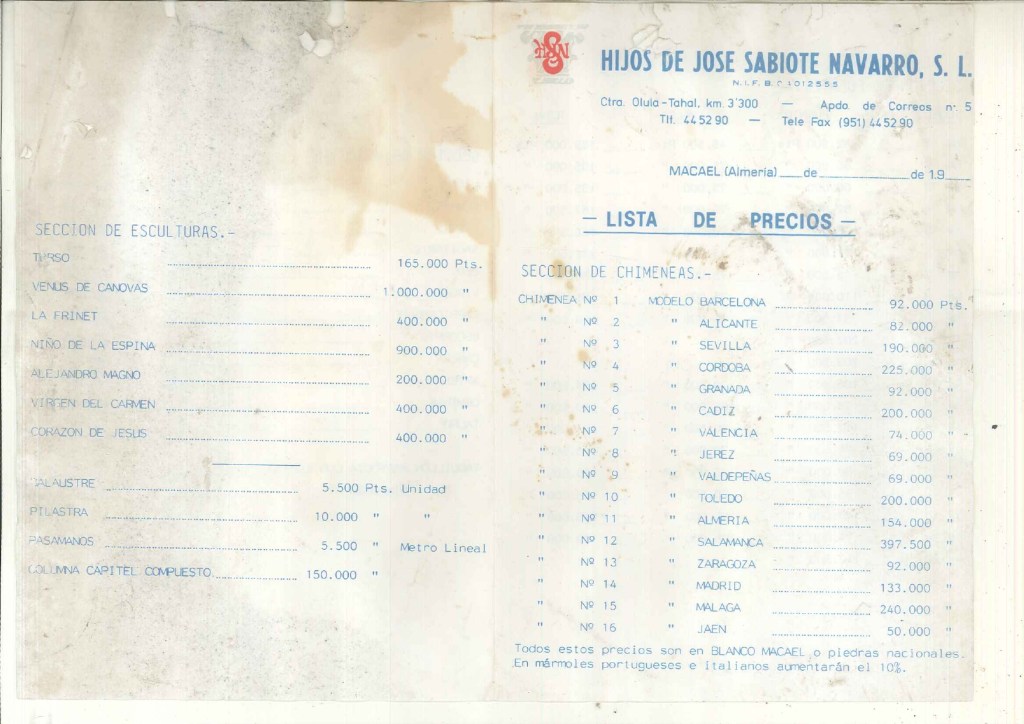 SECCION DE ESCULTURAS.-
TORSO 165.000 Pts.
VENUS DE CANOVAS 1.000.000 "
LA FRINET 400.000 "
NIÑO DE LA ESPINA 900.000 "
ALEJANDRO MAGNO 200.000 "
VIRGEN DEL CARMEN 400.000 "
CORAZON DE JESUS 400.000 "
BALAUSTRE 5.500 Pts. Unidad
PILASTRA 10.000 " "
PASAMANOS 5.500 " Metro Lineal
COLUMNA CAPITEL COMPUESTO 150.000 "
HIJOS DE JOSE SABIOTE NAVARRO, S. L.
N.I.F. B.
Ctra. Olula-Tahal, km. 3'300 — Apdo. de Correos nº. 5
Tlf. 44 52 90 — Tele Fax (951) 44 52 90
MACAEL (Almería) ___ de ___________ de 1.9___
- LISTA DE PRECIOS -
SECCION DE CHIMENEAS.-
CHIMENEA Nº 1 MODELO BARCELONA 92.000 Pts.
" Nº 2 " ALICANTE 82.000 "
" Nº 3 " SEVILLA 190.000 "
" Nº 4 " CORDOBA 225.000 "
" Nº 5 " GRANADA 92.000 "
" Nº 6 " CADIZ 200.000 "
" Nº 7 " VALENCIA 74.000 "
" Nº 8 " JEREZ 69.000 "
" Nº 9 " VALDEPEÑAS 69.000 "
" Nº 10 " TOLEDO 200.000 "
" Nº 11 " ALMERIA 154.000 "
" Nº 12 " SALAMANCA 397.500 "
" Nº 13 " ZARAGOZA 92.000 "
" Nº 14 " MADRID 133.000 "
" Nº 15 " MALAGA 240.000 "
" Nº 16 " JAEN 50.000 "
Todos estos precios son en BLANCO MACAEL o piedras nacionales.
En mármoles portugueses e italianos aumentarán el 10%.